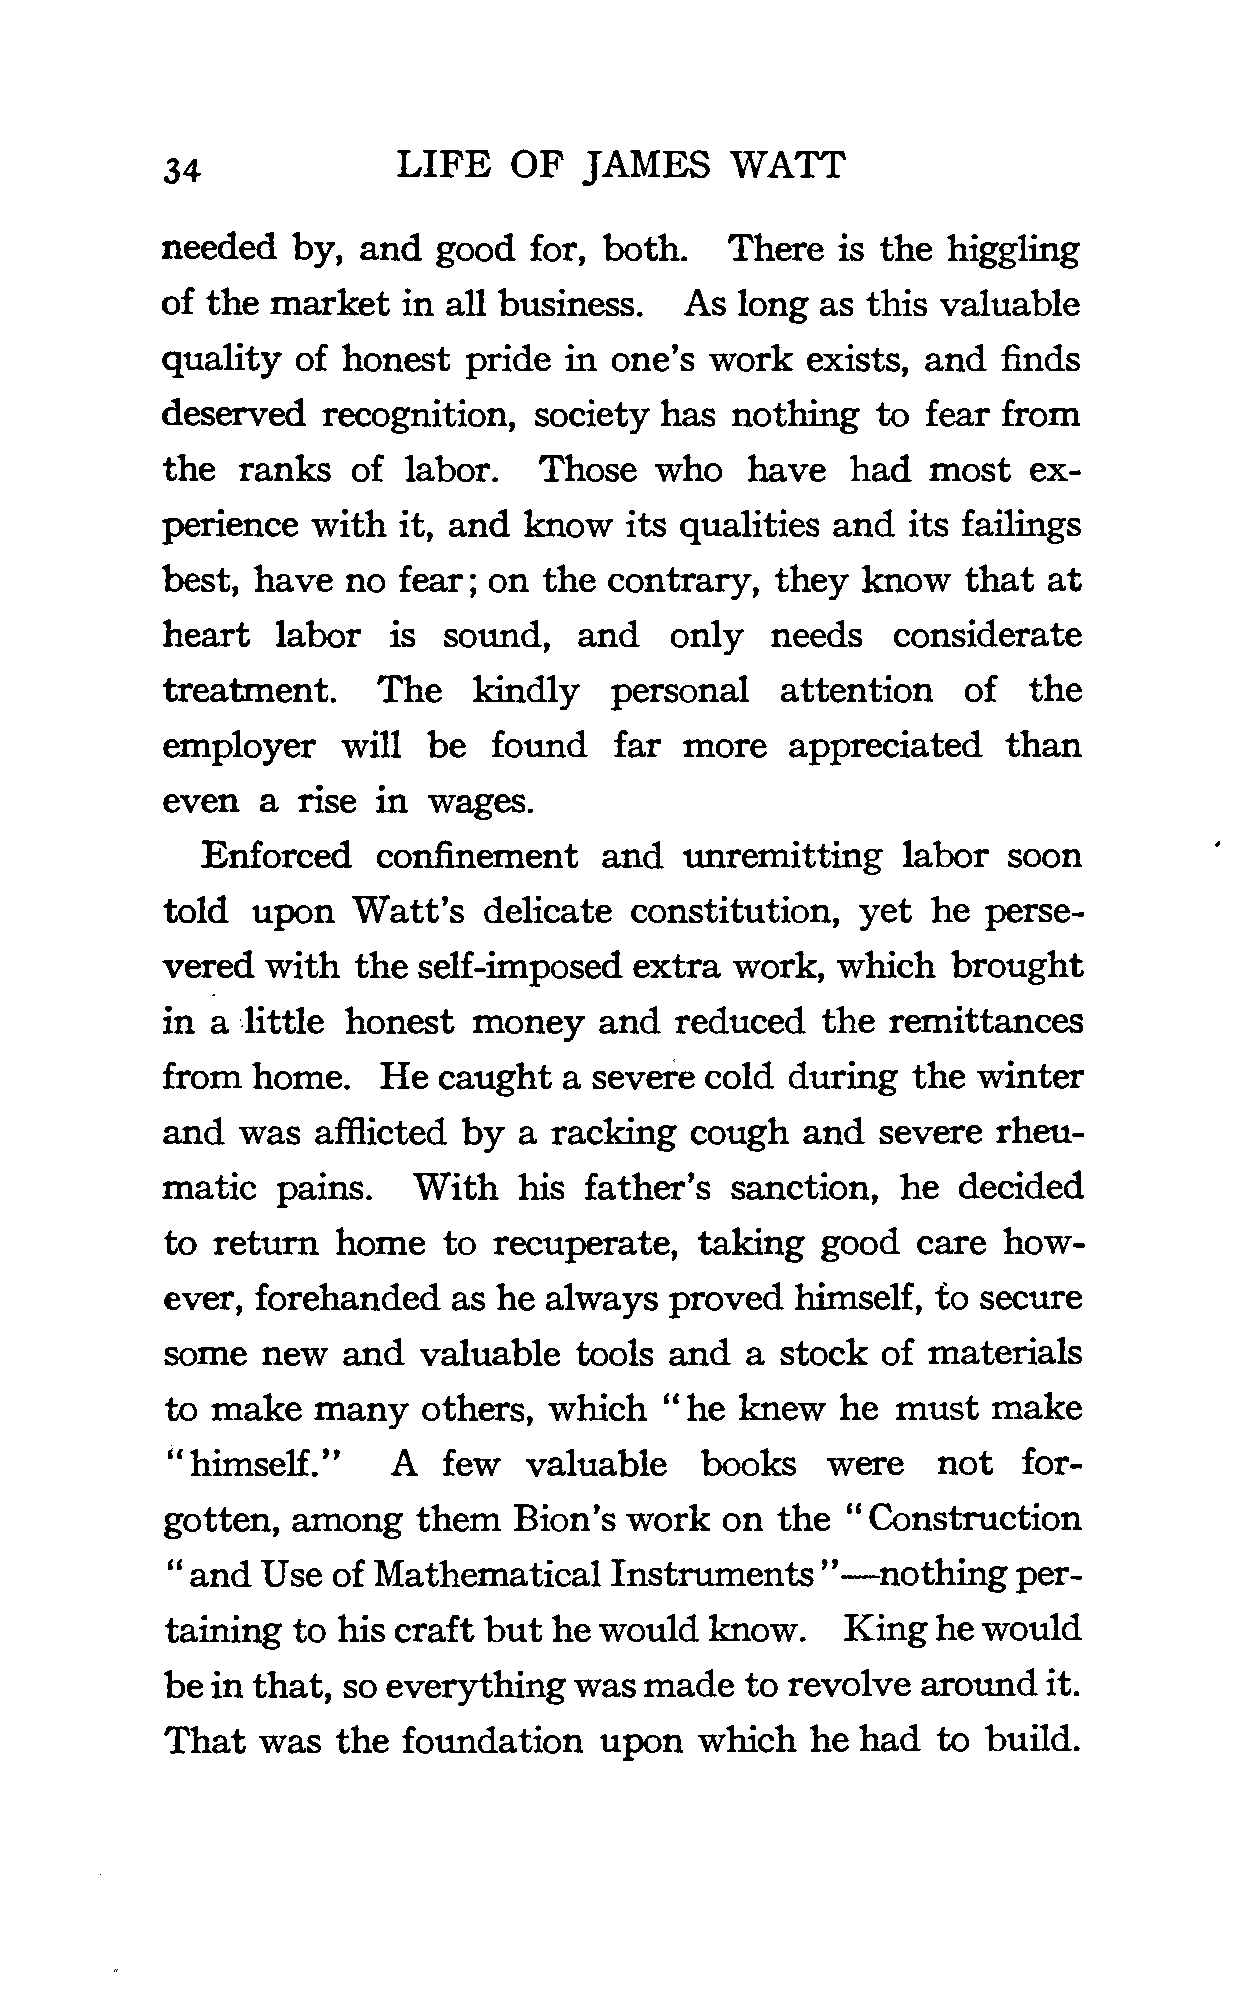 34 LIFE OF JAMES WATT
needed by, and good for, both. There is the higgling
of the market in all business. As long as this valuable
quality of honest pride in one's work exists, and finds
deserved recognition, society has nothing to fear from
the ranks of labor. Those who have had most ex-
perience with it, and know its qualities and its failings
best, have no fear; on the contrary, they know that at
heart labor is sound, and only needs considerate
treatment. The kindly personal attention of the
employer will be found far more appreciated than
even a rise in wages.
Enforced confinement and unremitting labor soon
told upon Watt's delicate constitution, yet he perse-
vered with the self-imposed extra work, which brought
in a little honest money and reduced the remittances
from home. He caught a severe cold during the winter
and was afflicted by a racking cough and severe rheu-
matic pains. With his father's sanction, he decided
to return home to recuperate, taking good care how-
ever, forehanded as he always proved himself, to secure
some new and valuable tools and a stock of materials
to make many others, which "he knew he must make
"himself." A few valuable books were not for-
gotten, among them Bion's work on the "Construction
"and Use of Mathematical Instruments"—nothing per-
taining to his craft but he would know. King he would
be in that, so everything was made to revolve around it.
That was the foundation upon which he had to build.